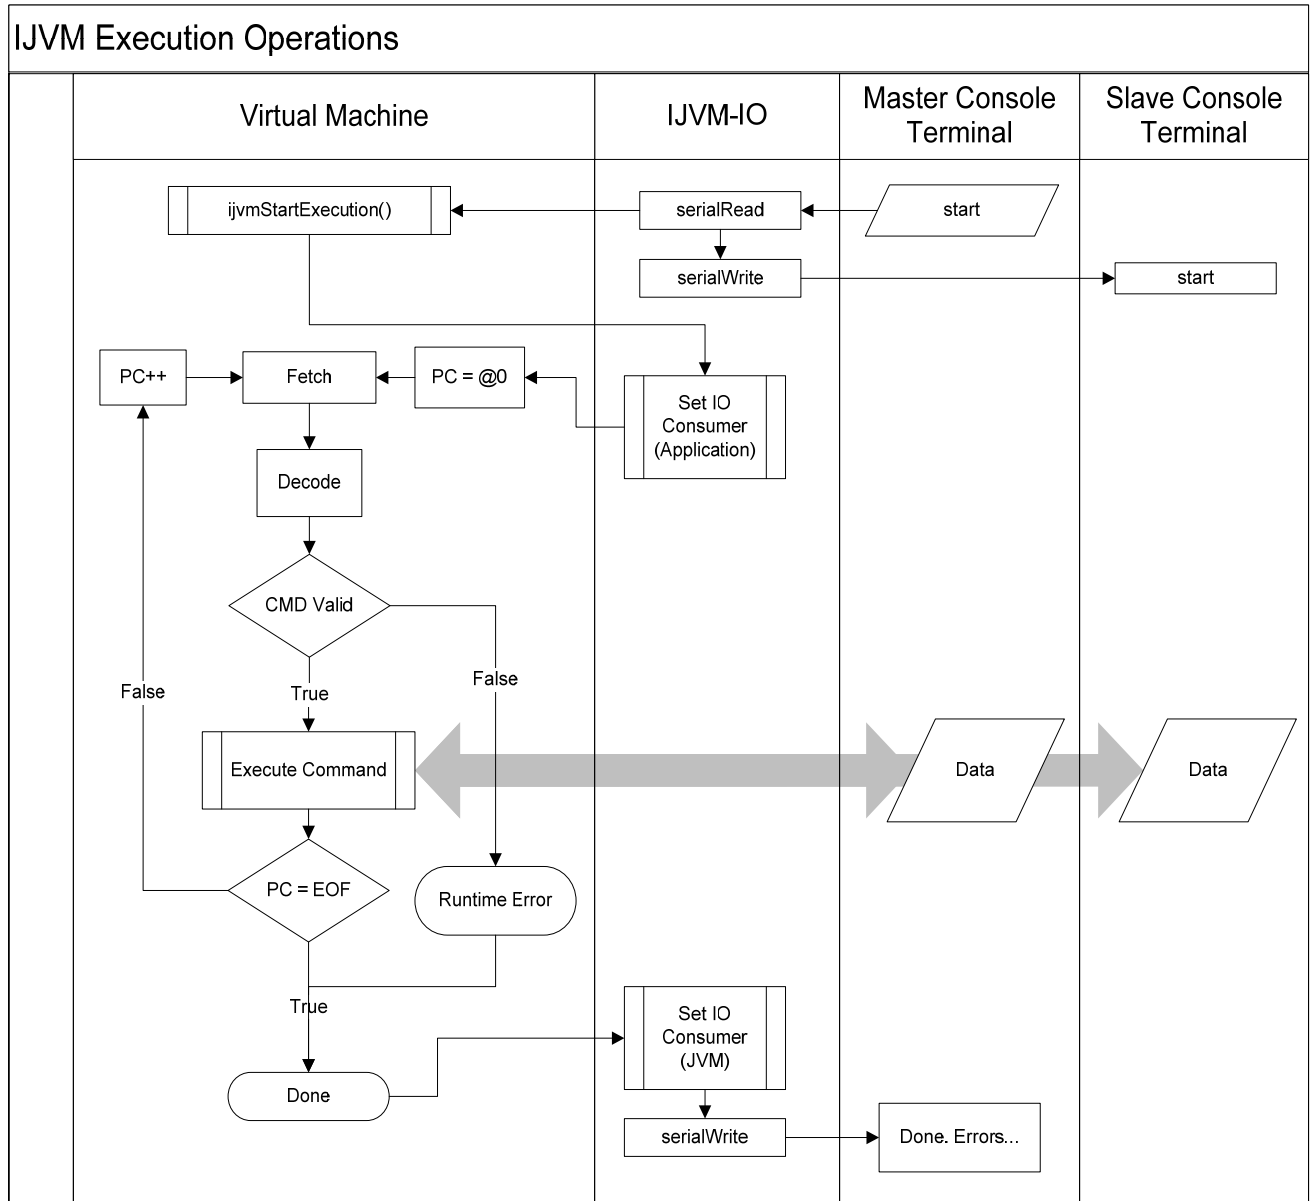 IJVM Execution Operations
Virtual Machine
IJVM-IO
Master Console
Terminal
Slave Console
Terminal
ijvmStartExecution()
serialRead
start
serialWrite
start
PC++
Fetch
PC = @0
Set IO
Consumer
(Application)
Decode
CMD Valid
False
True
False
Execute Command
Data
Data
PC = EOF
Runtime Error
True
Set IO
Consumer
(JVM)
Done
serialWrite
Done. Errors...